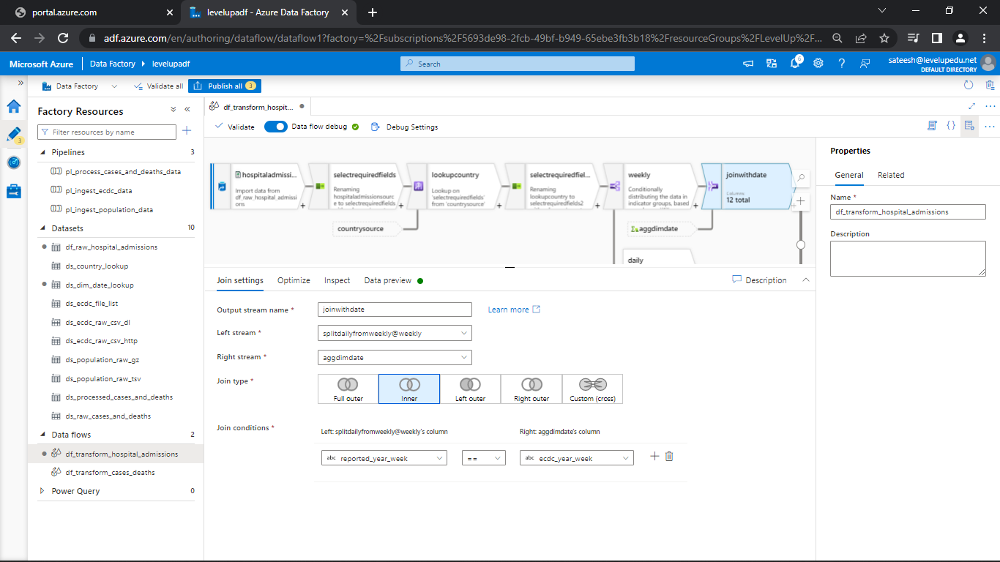 portal.azure.com
levelupadf - Azure Data Factory
adf.azure.com/en/authoring/dataflow/dataflow1?factory=%2Fsubscriptions%2F5693de98-2fcb-49bf-b949-65ebe3fb3b18%2FresourceGroups%2FLevelUp%2F...
Microsoft Azure
Data Factory
levelupadf
Search
6
sateesh@levelupedu.net
DEFAULT DIRECTORY
Data Factory
Validate all
Publish all 3
3
Factory Resources
Filter resources by name
Pipelines 3
pl_process_cases_and_deaths_data
pl_ingest_ecdc_data
pl_ingest_population_data
Datasets 10
df_raw_hospital_admissions
ds_country_lookup
ds_dim_date_lookup
ds_ecdc_file_list
ds_ecdc_raw_csv_dl
ds_ecdc_raw_csv_http
ds_population_raw_gz
ds_population_raw_tsv
ds_processed_cases_and_deaths
ds_raw_cases_and_deaths
Data flows 2
df_transform_hospital_admissions
df_transform_cases_deaths
Power Query 0
df_transform_hospit...
Validate
Data flow debug
Debug Settings
hospitaladmissi...
Import data from
df_raw_hospital_admissi
ons
selectrequiredfields
Renaming
hospitaladmissionsourc
e to selectrequiredfields
lookupcountry
Lookup on
'selectrequiredfields'
from 'countrysource'
selectrequiredfiel...
Renaming
lookupcountry to
selectrequiredfields2
weekly
Conditionally
distributing the data in
indicator groups, based
joinwithdate
Columns:
12 total
countrysource
aggdimdate
daily
Join settings
Optimize
Inspect
Data preview
Description
Output stream name *
joinwithdate
Learn more
Left stream *
splitdailyfromweekly@weekly
Right stream *
aggdimdate
Join type *
Full outer
Inner
Left outer
Right outer
Custom (cross)
Join conditions *
Left: splitdailyfromweekly@weekly's column
Right: aggdimdate's column
abc reported_year_week
==
abc ecdc_year_week
Properties
General
Related
Name *
df_transform_hospital_admissions
Description